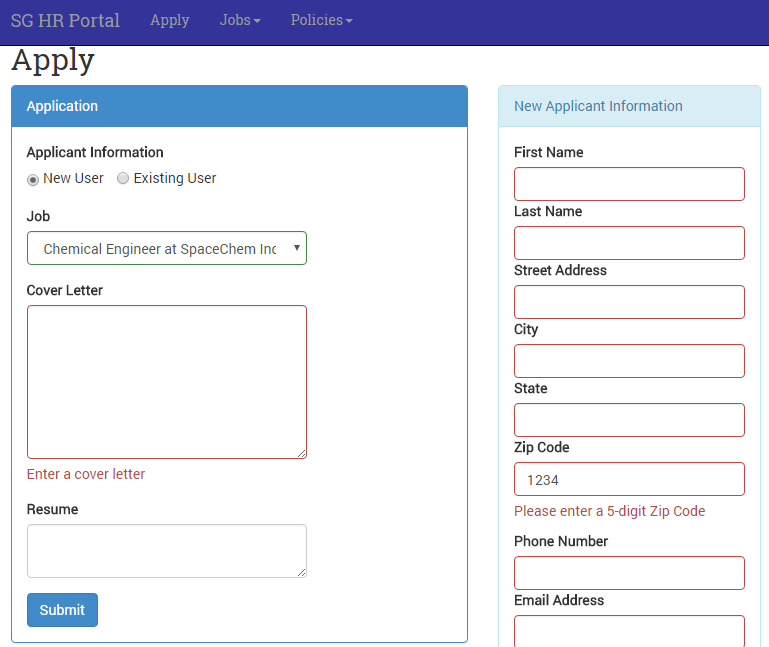 SG HR Portal Apply Jobs Policies
Apply
Application
Applicant Information
New User Existing User
Job
Chemical Engineer at SpaceChem Inc
Cover Letter
Enter a cover letter
Resume
Submit
New Applicant Information
First Name
Last Name
Street Address
City
State
Zip Code
1234
Please enter a 5-digit Zip Code
Phone Number
Email Address